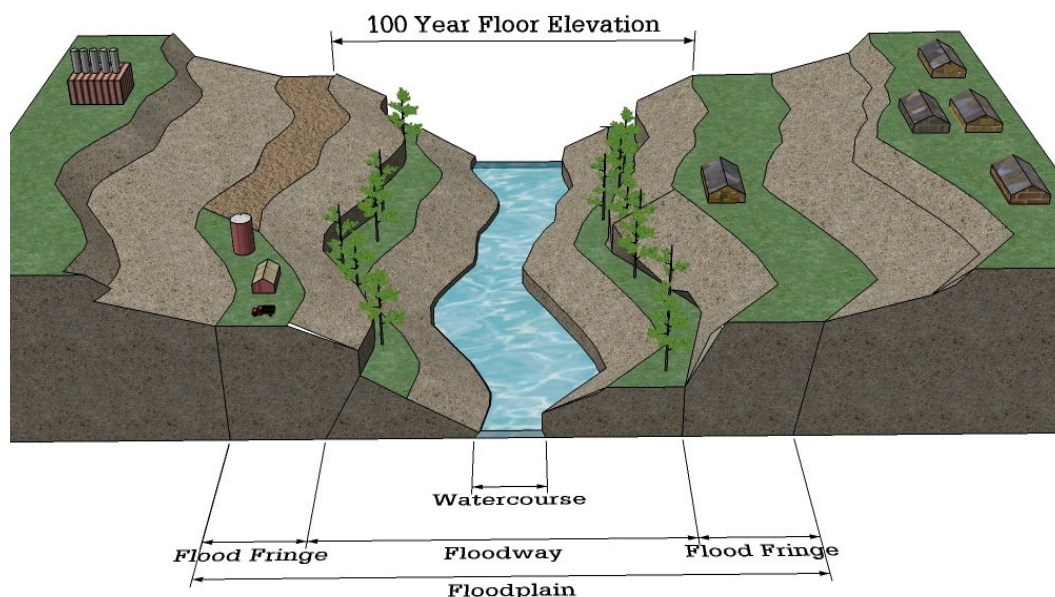 100 Year Floor Elevation
Watercourse
Flood Fringe
Floodway
Flood Fringe
Floodplain